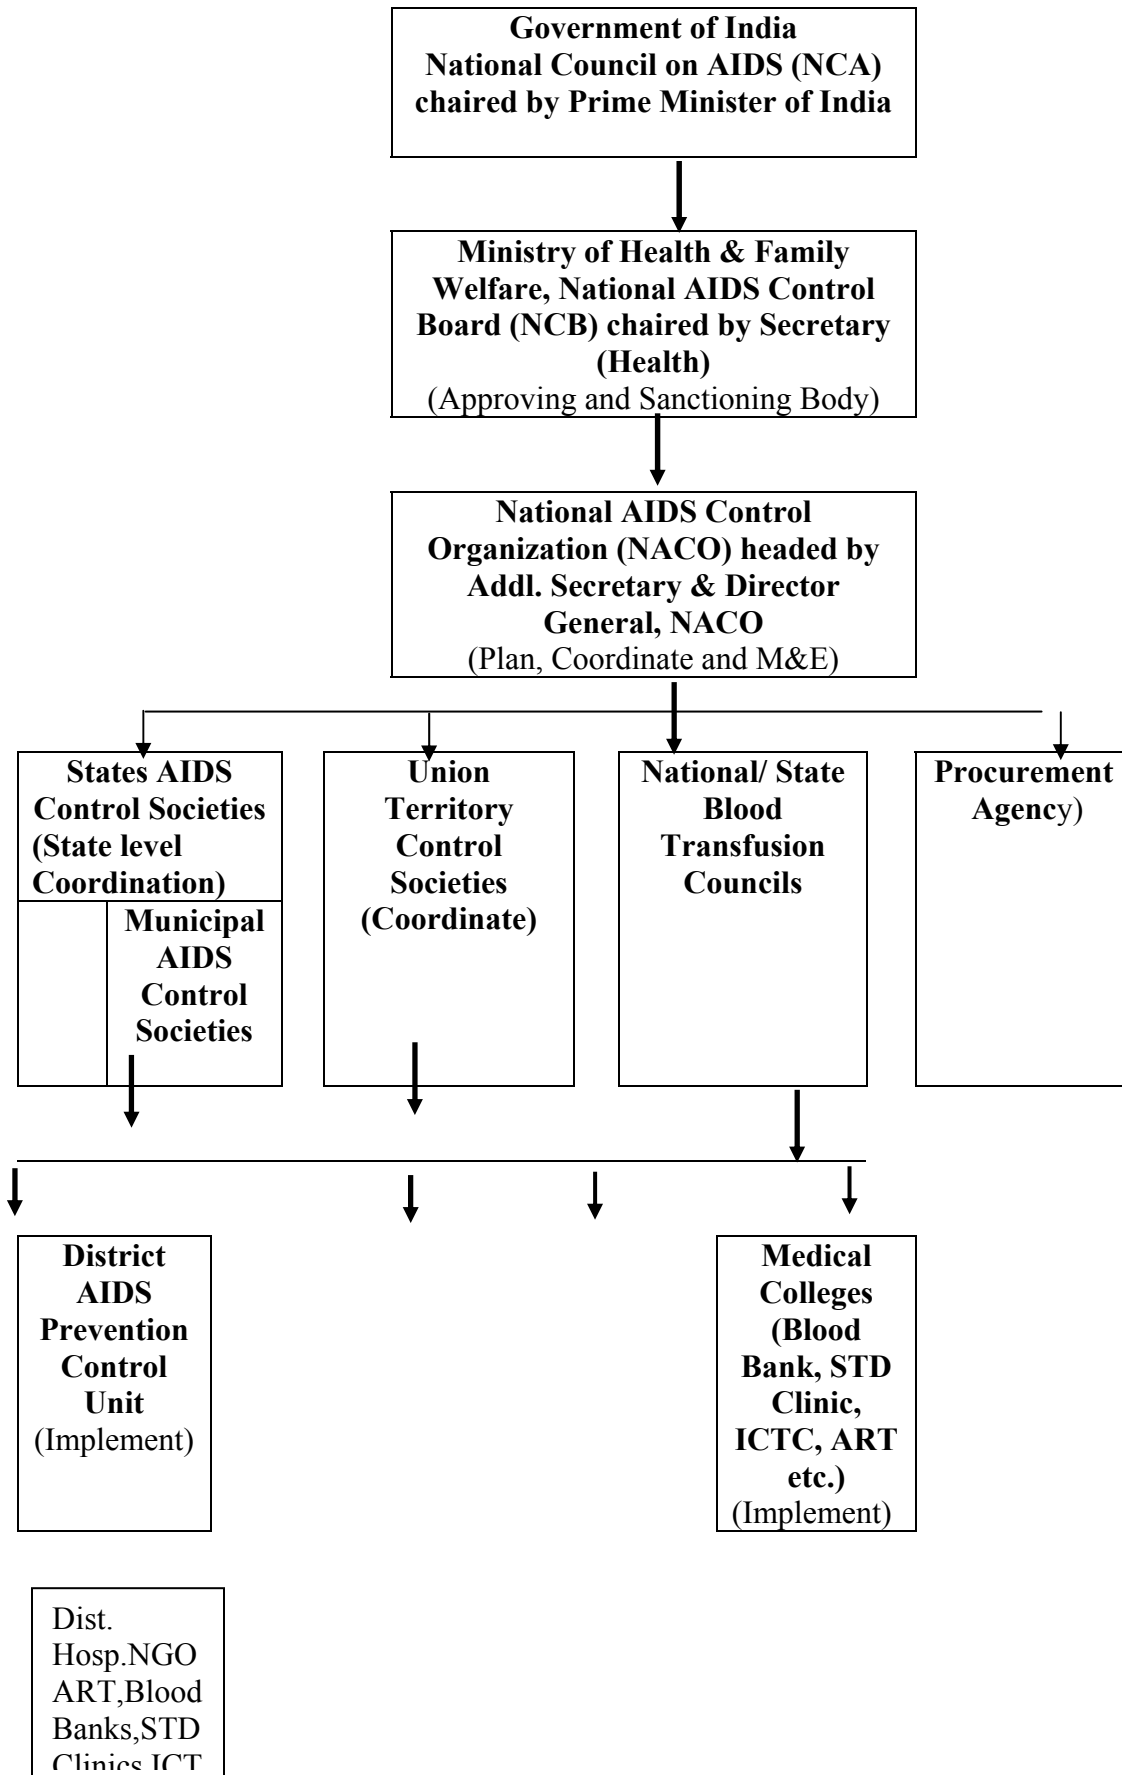 Government of India
National Council on AIDS (NCA)
chaired by Prime Minister of India
Ministry of Health & Family
Welfare, National AIDS Control
Board (NCB) chaired by Secretary
(Health)
(Approving and Sanctioning Body)
National AIDS Control
Organization (NACO) headed by
Addl. Secretary & Director
General, NACO
(Plan, Coordinate and M&E)
States AIDS
Control Societies
(State level
Coordination)
Municipal
AIDS
Control
Societies
Union
Territory
Control
Societies
(Coordinate)
National/ State
Blood
Transfusion
Councils
Procurement
Agency)
District
AIDS
Prevention
Control
Unit
(Implement)
Medical
Colleges
(Blood
Bank, STD
Clinic,
ICTC, ART
etc.)
(Implement)
Dist.
Hosp.NGO
ART,Blood
Banks,STD
Clinics,ICT